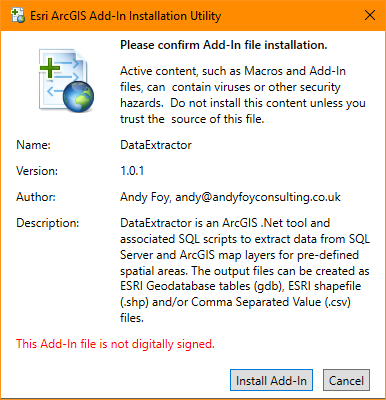 Esri ArcGIS Add-In Installation Utility
Please confirm Add-In file installation.
Active content, such as Macros and Add-In
files, can  contain viruses or other security
hazards.  Do not install this content unless you
trust the  source of this file.
Name: DataExtractor
Version: 1.0.1
Author: Andy Foy, andy@andyfoyconsulting.co.uk
Description: DataExtractor is an ArcGIS .Net tool and
associated SQL scripts to extract data from SQL
Server and ArcGIS map layers for pre-defined
spatial areas. The output files can be created as
ESRI Geodatabase tables (gdb), ESRI shapefile
(.shp) and/or Comma Separated Value (.csv)
files.
This Add-In file is not digitally signed.
Install Add-In Cancel